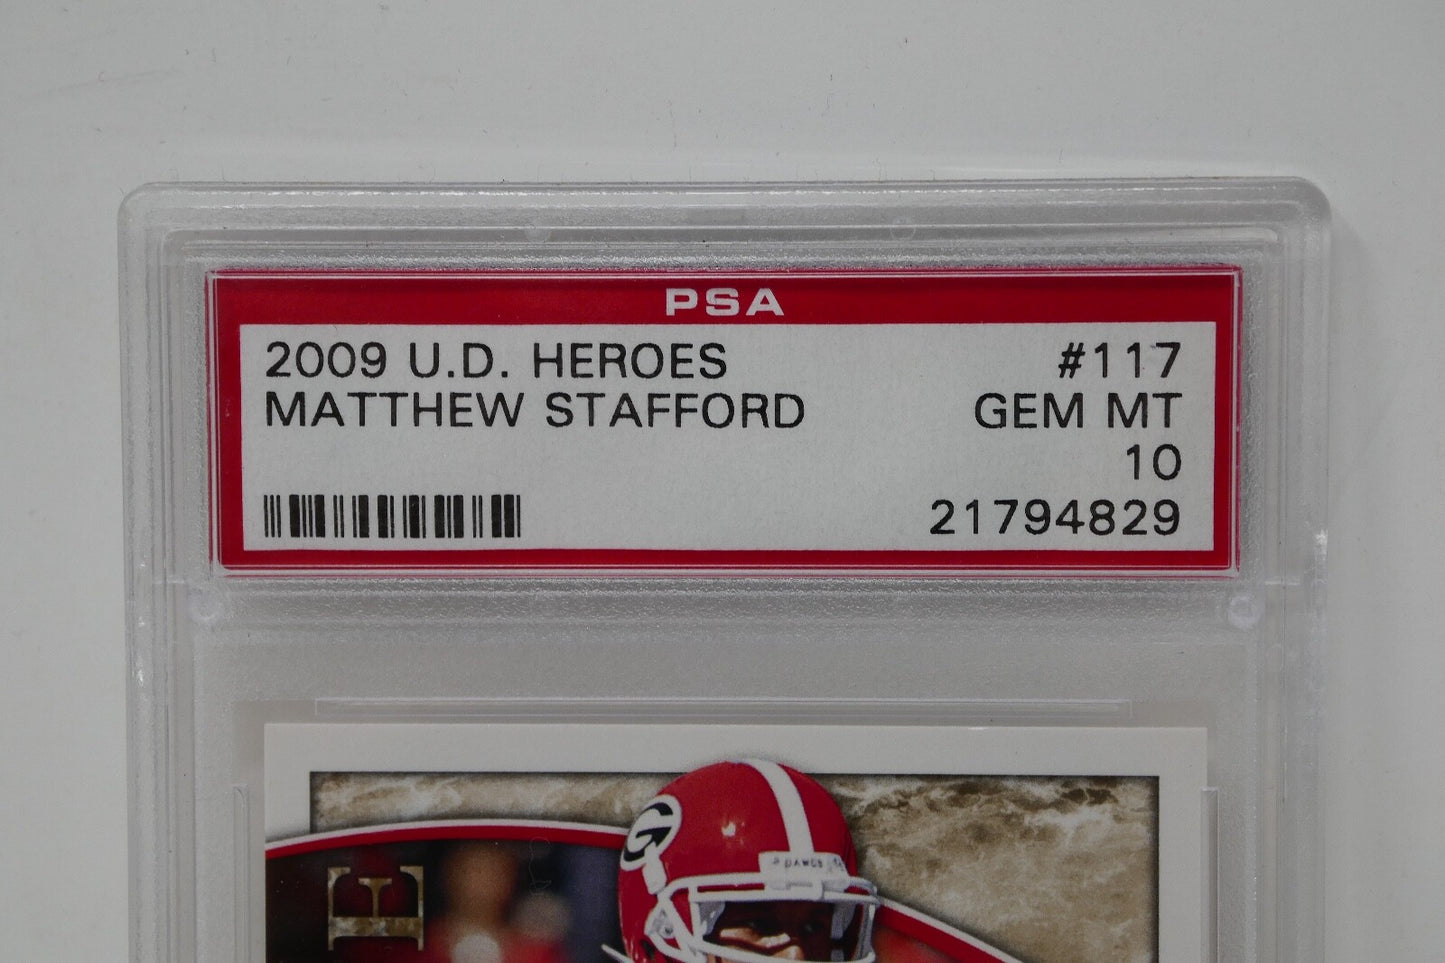 PSA
2009 U.D. HEROES #117
MATTHEW STAFFORD GEM MT
10
21794829
G
DAWGS
E